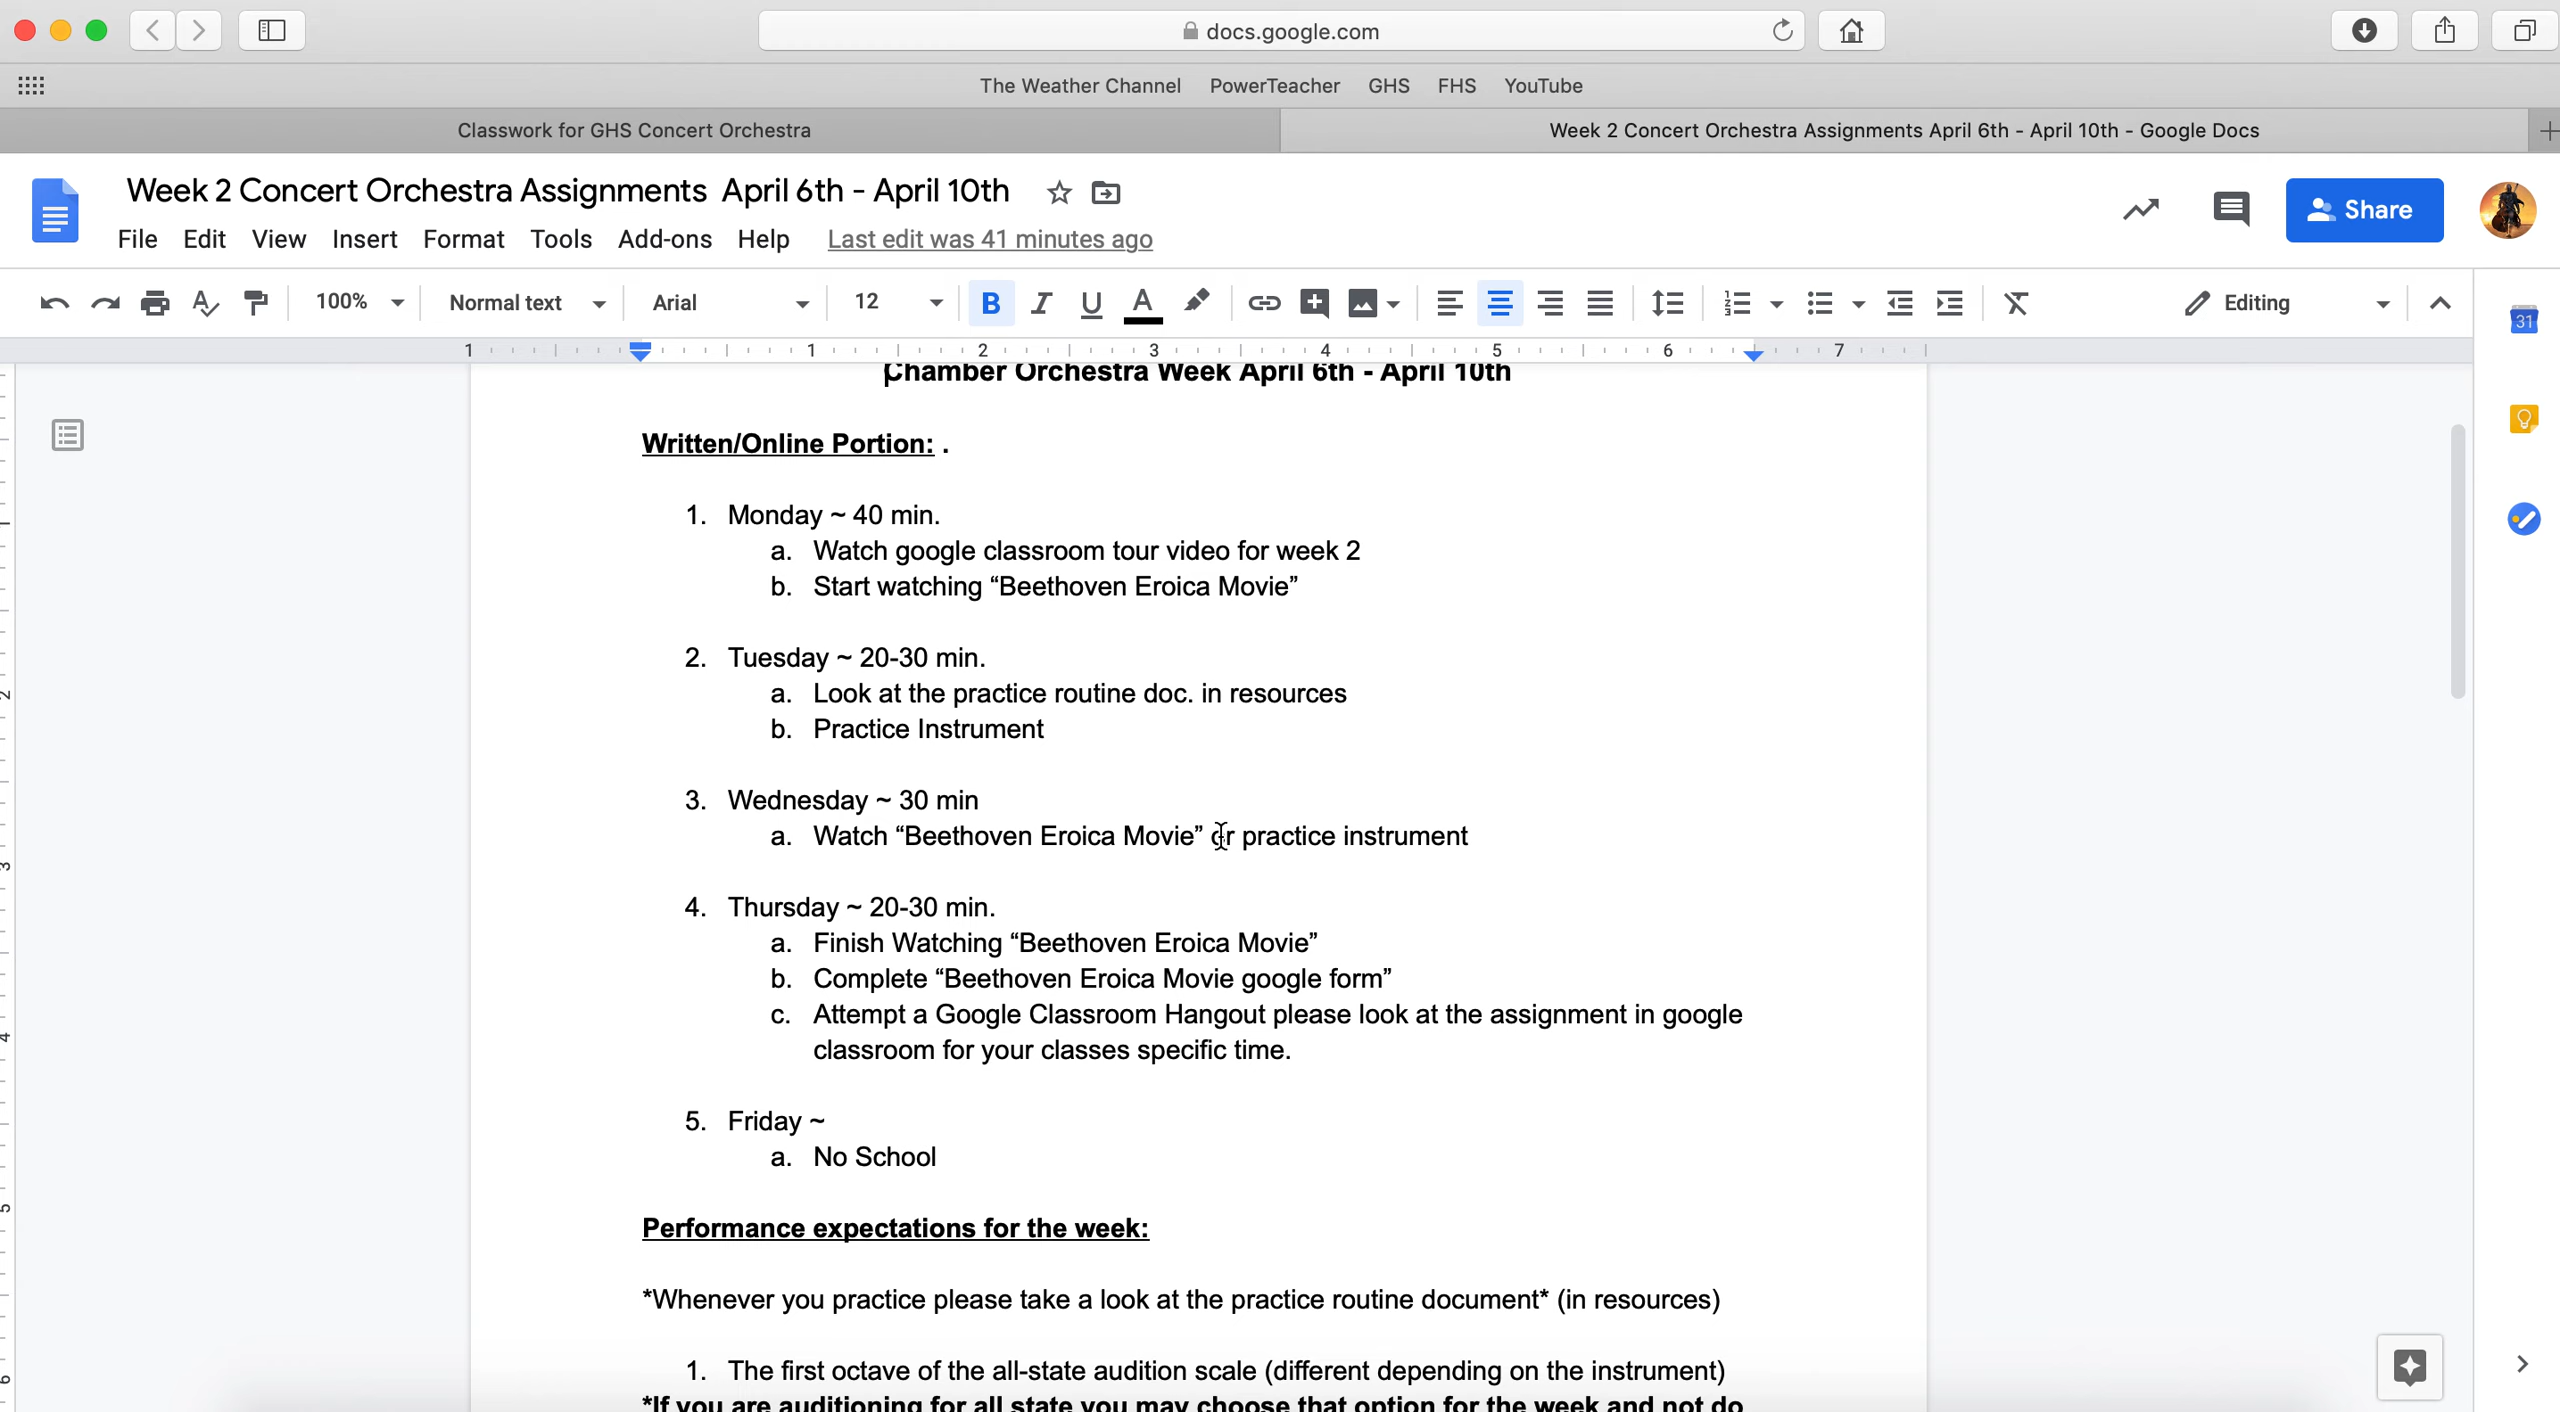 docs.google.com
The Weather Channel PowerTeacher GHS FHS YouTube
Classwork for GHS Concert Orchestra
Week 2 Concert Orchestra Assignments April 6th - April 10th - Google Docs
Week 2 Concert Orchestra Assignments April 6th - April 10th
Share
File Edit View Insert Format Tools Add-ons Help Last edit was 41 minutes ago
100% Normal text Arial 12 B I U A Editing
31
1 1 2 3 4 5 6 7
Chamber Orchestra Week April 6th - April 10th
Written/Online Portion: .
1. Monday ~ 40 min.
a. Watch google classroom tour video for week 2
b. Start watching “Beethoven Eroica Movie”
2. Tuesday ~ 20-30 min.
a. Look at the practice routine doc. in resources
b. Practice Instrument
3. Wednesday ~ 30 min
a. Watch “Beethoven Eroica Movie” or practice instrument
4. Thursday ~ 20-30 min.
a. Finish Watching “Beethoven Eroica Movie”
b. Complete “Beethoven Eroica Movie google form”
c. Attempt a Google Classroom Hangout please look at the assignment in google
classroom for your classes specific time.
5. Friday ~
a. No School
Performance expectations for the week:
*Whenever you practice please take a look at the practice routine document* (in resources)
1. The first octave of the all-state audition scale (different depending on the instrument)
*If you are auditioning for all state you may choose that option for the week and not do
2
3
4
5
6